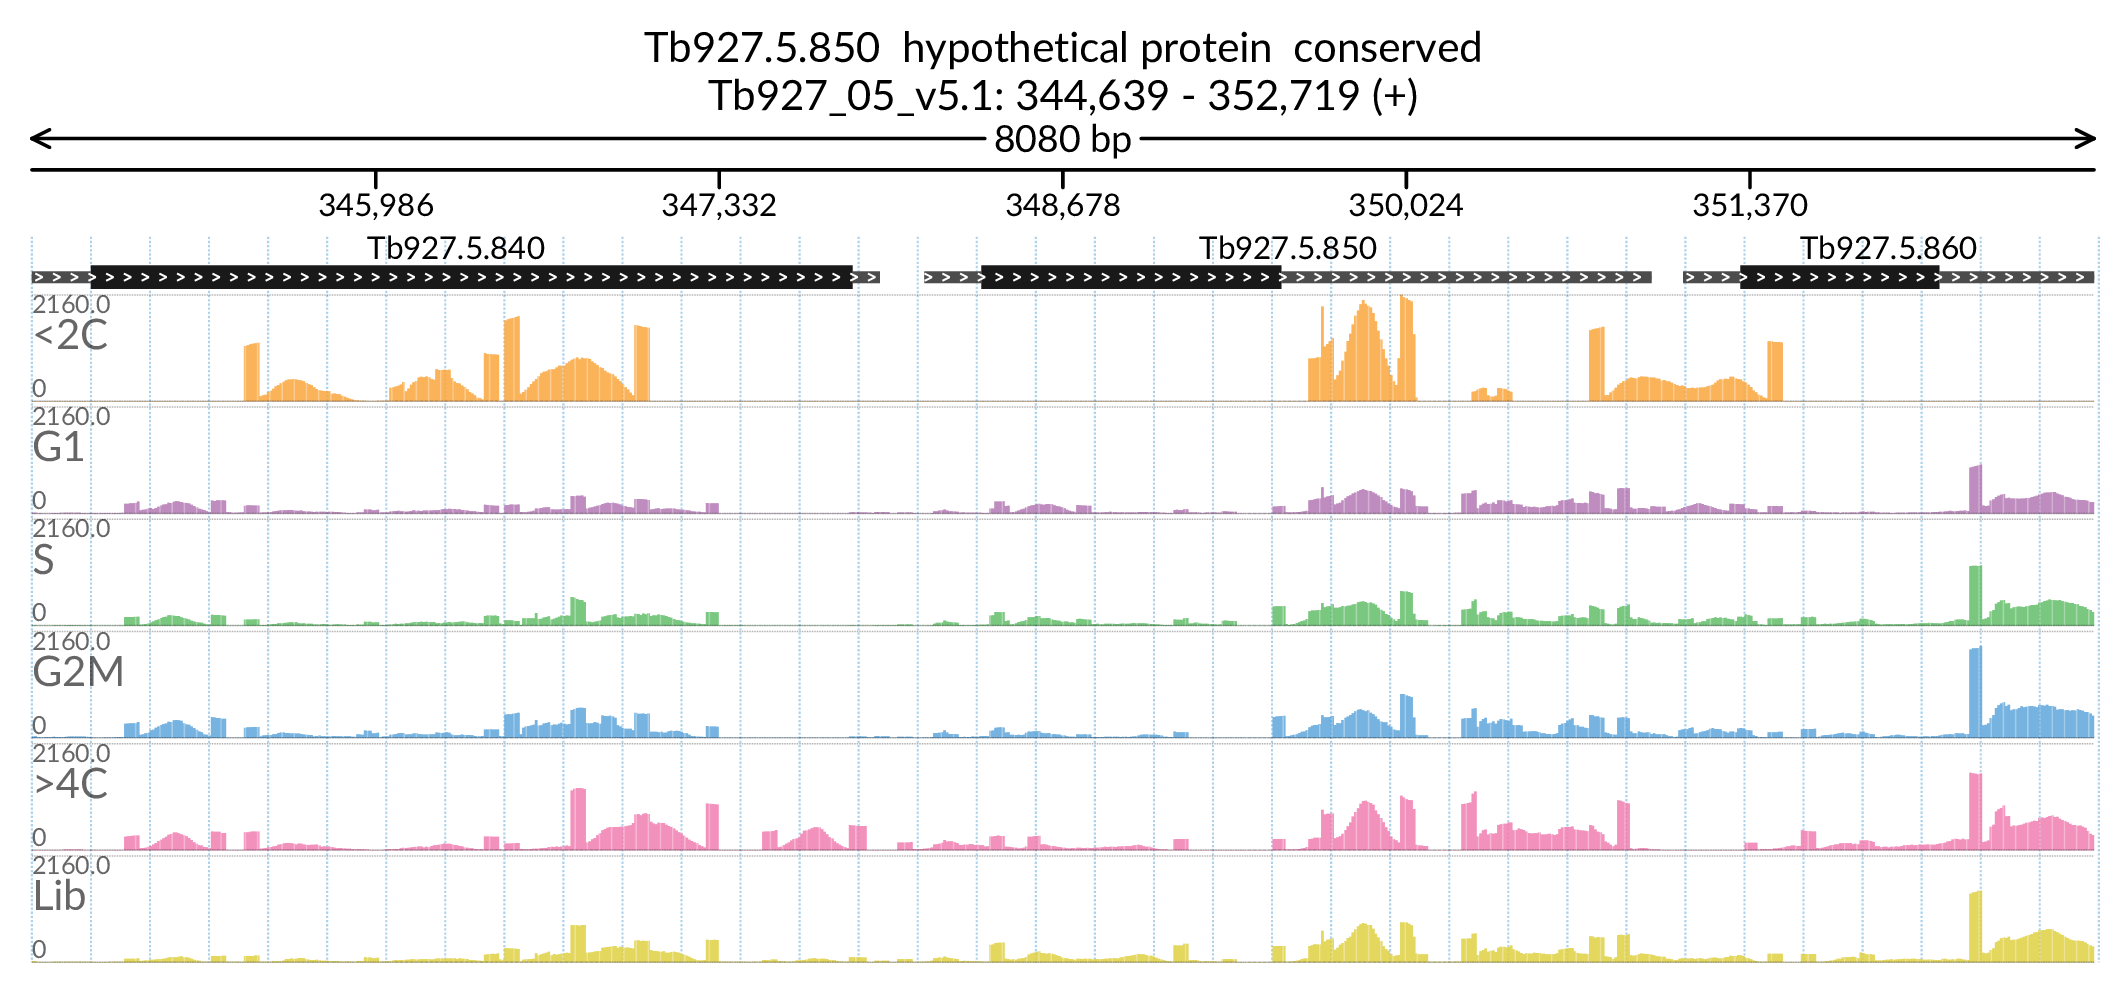 Tb927.5.850  hypothetical protein  conserved
Tb927_05_v5.1: 344,639 - 352,719 (+)
8080 bp
345,986 347,332 348,678 350,024 351,370
Tb927.5.840 Tb927.5.850 Tb927.5.860
2160.0
<2C
0
2160.0
G1
0
2160.0
S
0
2160.0
G2M
0
2160.0
>4C
0
2160.0
Lib
0